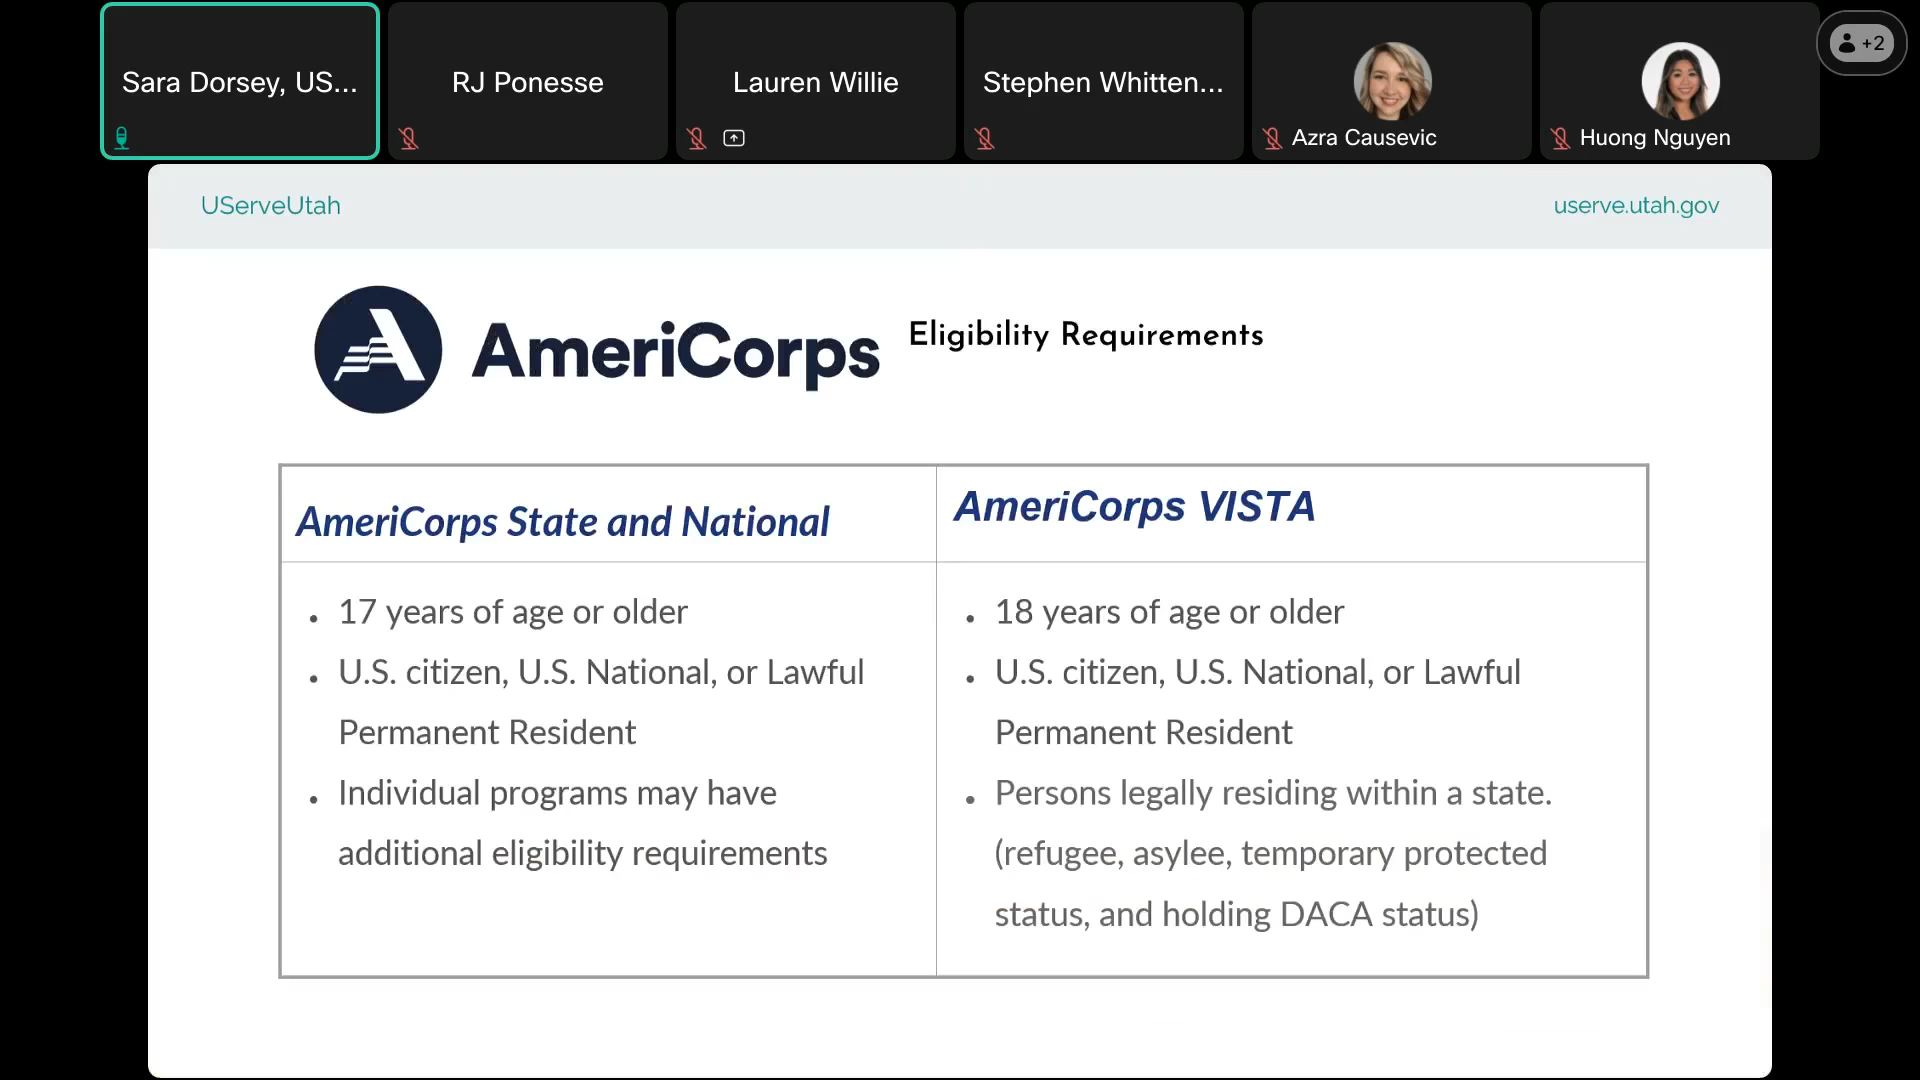 Sara Dorsey, US...
RJ Ponesse
Lauren Willie
Stephen Whitten...
Azra Causevic
Huong Nguyen
+2
UServeUtah
userve.utah.gov
AmeriCorps
Eligibility Requirements
AmeriCorps State and National
• 17 years of age or older
• U.S. citizen, U.S. National, or Lawful
Permanent Resident
• Individual programs may have
additional eligibility requirements
AmeriCorps VISTA
• 18 years of age or older
• U.S. citizen, U.S. National, or Lawful
Permanent Resident
• Persons legally residing within a state.
(refugee, asylee, temporary protected
status, and holding DACA status)